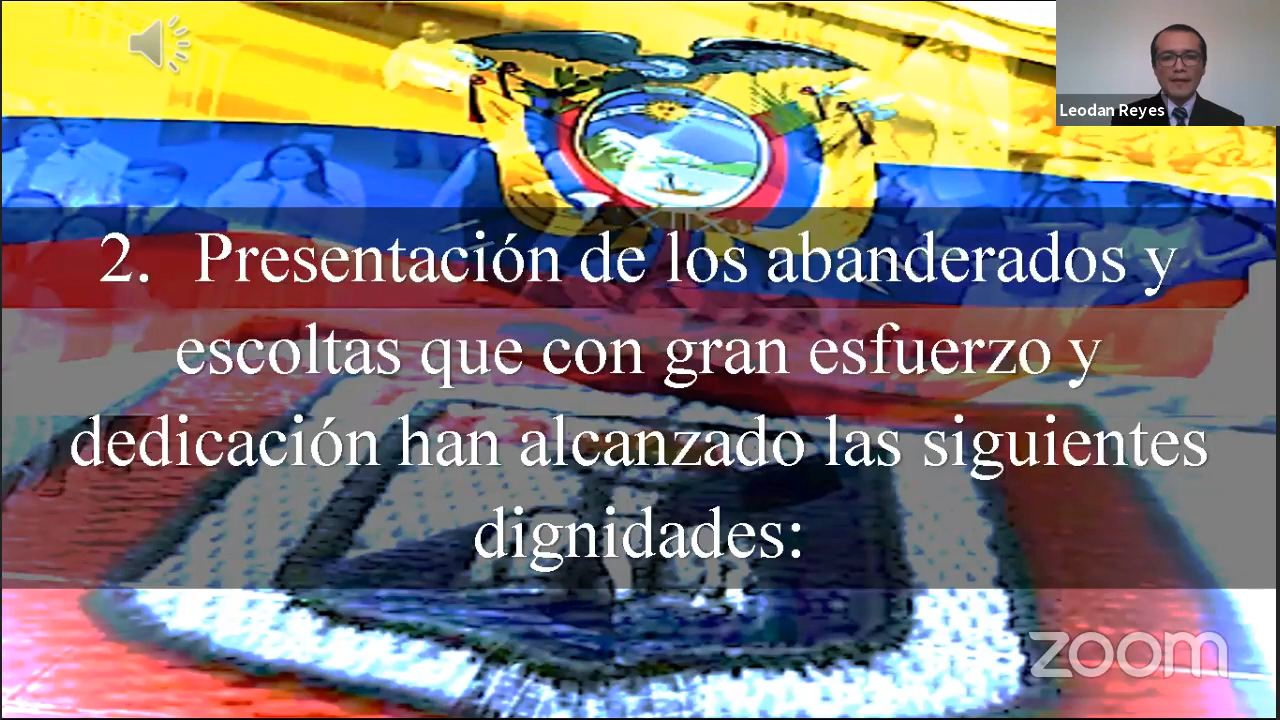 Leodan Reyes
2. Presentación de los abanderados y
escoltas que con gran esfuerzo y
dedicación han alcanzado las siguientes
dignidades:
zoom